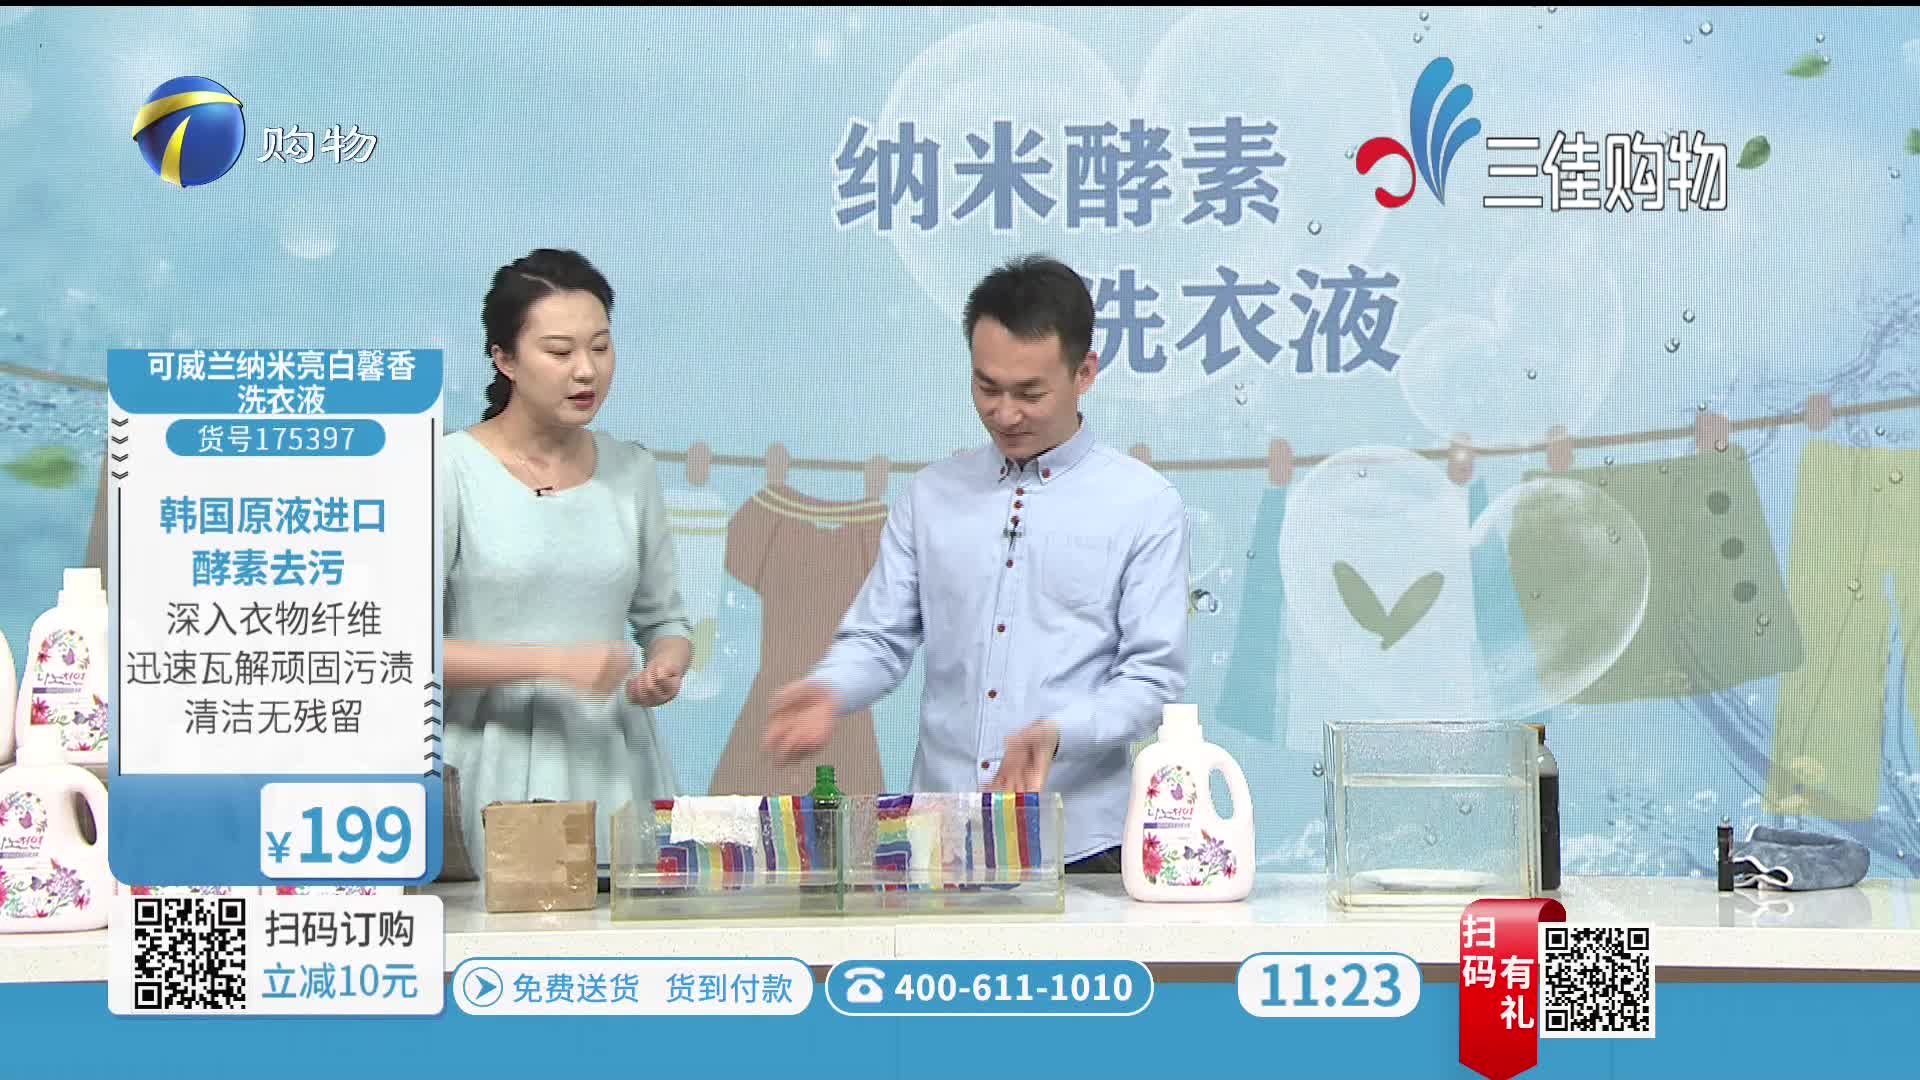 购物
三佳购物
纳米酵素
洗衣液
可威兰纳米亮白馨香
洗衣液
货号175397
韩国原液进口
酵素去污
深入衣物纤维
迅速瓦解顽固污渍
清洁无残留
¥199
扫码订购
立减10元
免费送货 货到付款
400-611-1010
11:23
扫码
有礼